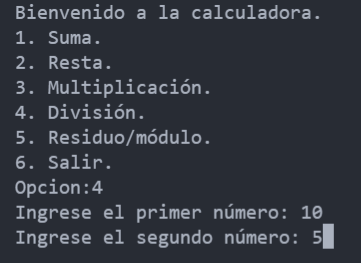 Bienvenido a la calculadora.
1. Suma.
2. Resta.
3. Multiplicación.
4. División.
5. Residuo/módulo.
6. Salir.
Opcion:4
Ingrese el primer número: 10
Ingrese el segundo número: 5